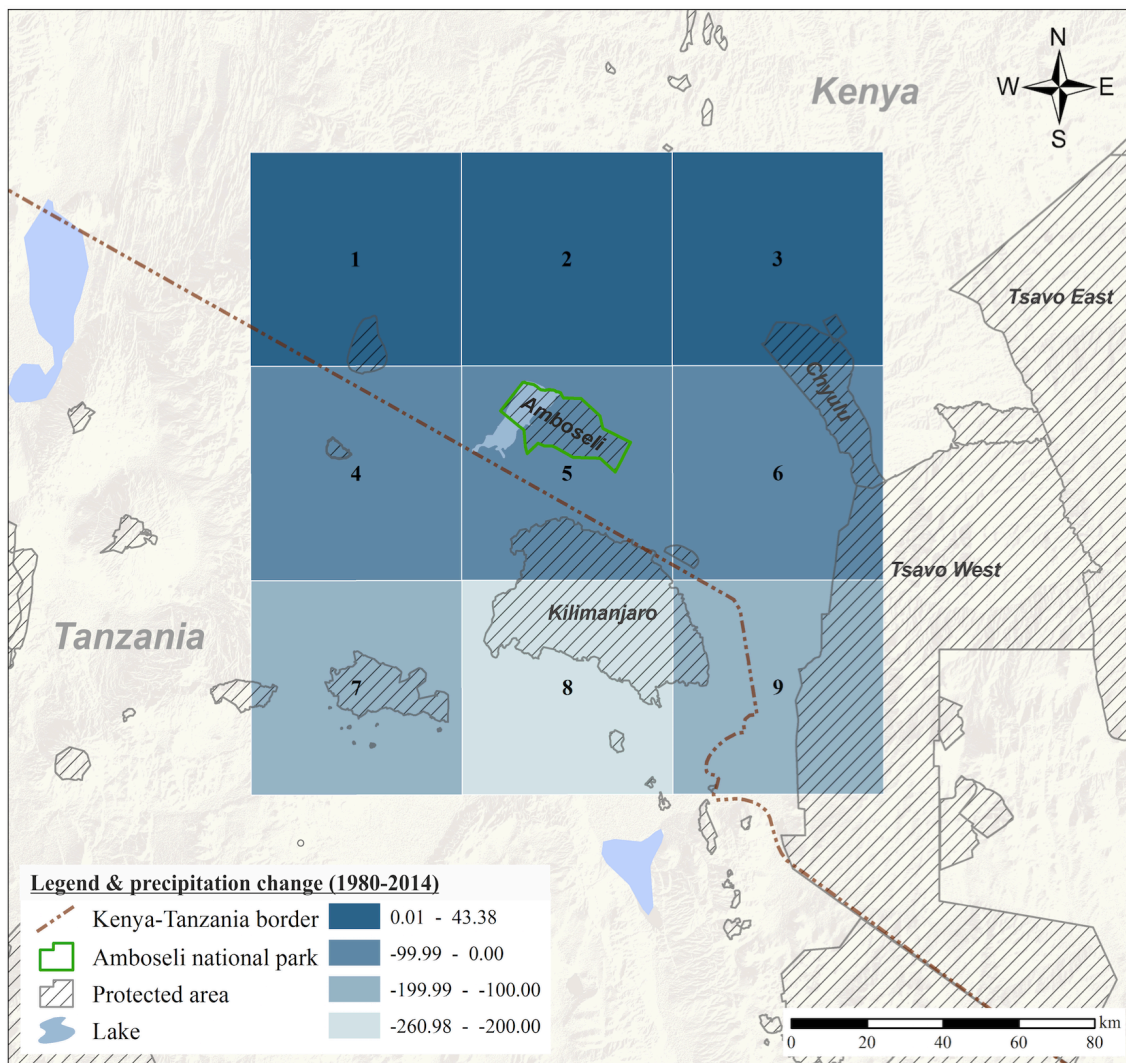 N
Kenya
W E
S
1 2 3
Tsavo East
Chyulu
Amboseli
4 5 6
Tsavo West
Kilimanjaro
Tanzania
7 8 9
Legend & precipitation change (1980-2014)
Kenya-Tanzania border 0.01 - 43.38
Amboseli national park -99.99 - 0.00
Protected area -199.99 - -100.00
Lake -260.98 - -200.00
km
0 20 40 60 80